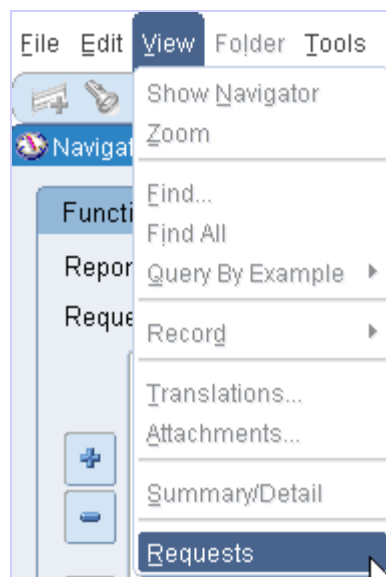 File Edit View Folder Tools
Show Navigator
Zoom
Navigat
Find...
Functi
Find All
Repor
Query By Example
Reque
Record
Translations...
Attachments...
Summary/Detail
Requests